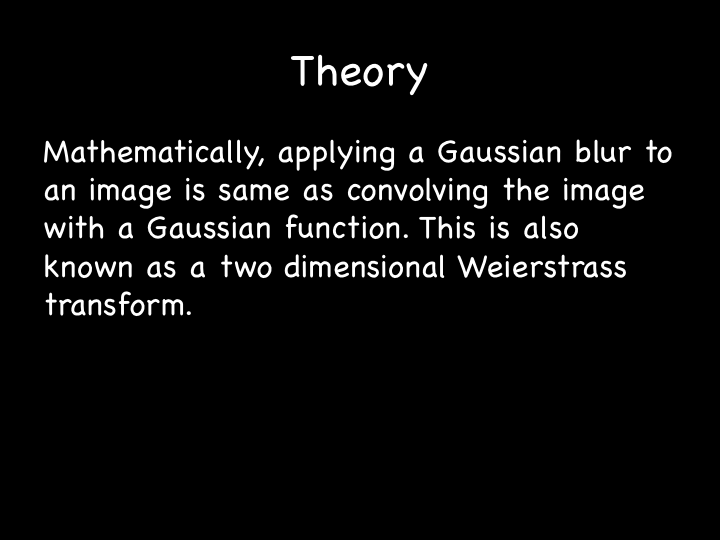 Theory
Mathematically, applying a Gaussian blur to
an image is same as convolving the image
with a Gaussian function. This is also
known as a two dimensional Weierstrass
transform.